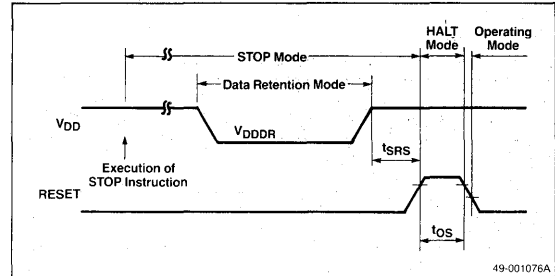 HALT Mode
Operating Mode
STOP Mode
Data Retention Mode
VDD
VDDDR
tSRS
Execution of
STOP Instruction
RESET
tOS
49-001076A